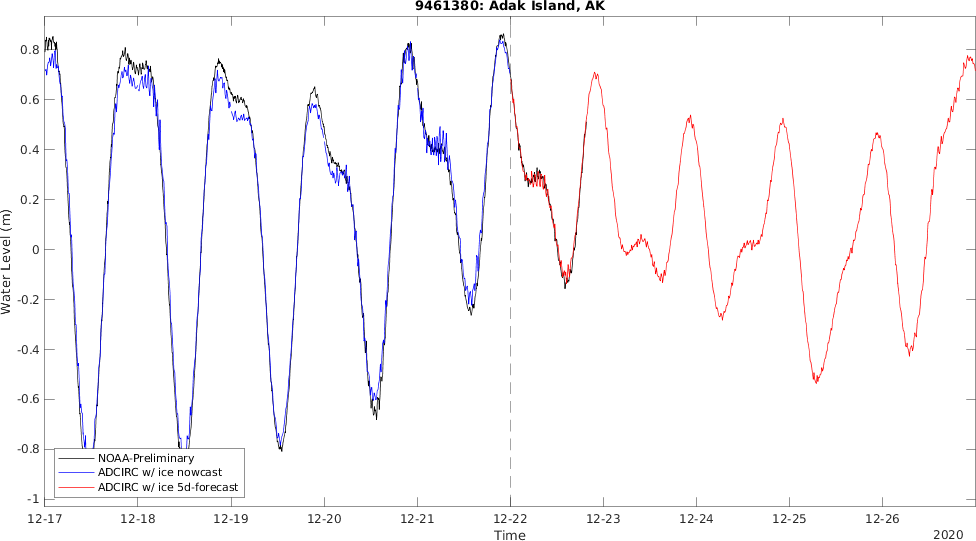 9461380: Adak Island, AK
Water Level (m)
0.8
0.6
0.4
0.2
0
-0.2
-0.4
-0.6
-0.8
-1
NOAA-Preliminary
ADCIRC w/ ice nowcast
ADCIRC w/ ice 5d-forecast
12-17 12-18 12-19 12-20 12-21 12-22 12-23 12-24 12-25 12-26
Time
2020